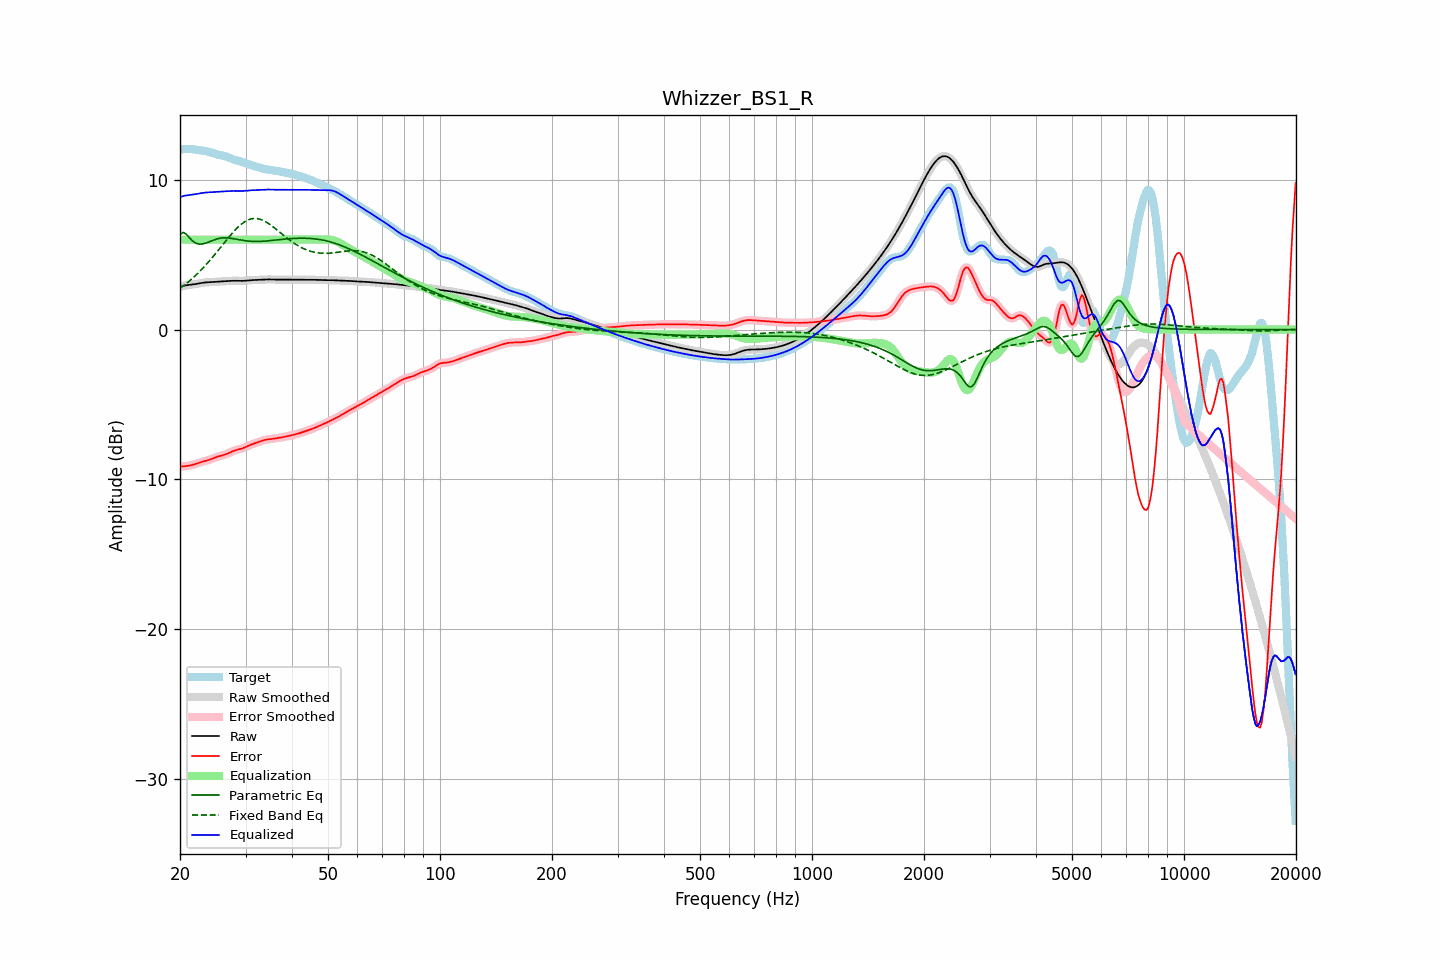 Whizzer_BS1_R
Amplitude (dBr)
10
0
−10
−20
−30
Target
Raw Smoothed
Error Smoothed
Raw
Error
Equalization
Parametric Eq
Fixed Band Eq
Equalized
20 50 100 200 500 1000 2000 5000 10000 20000
Frequency (Hz)